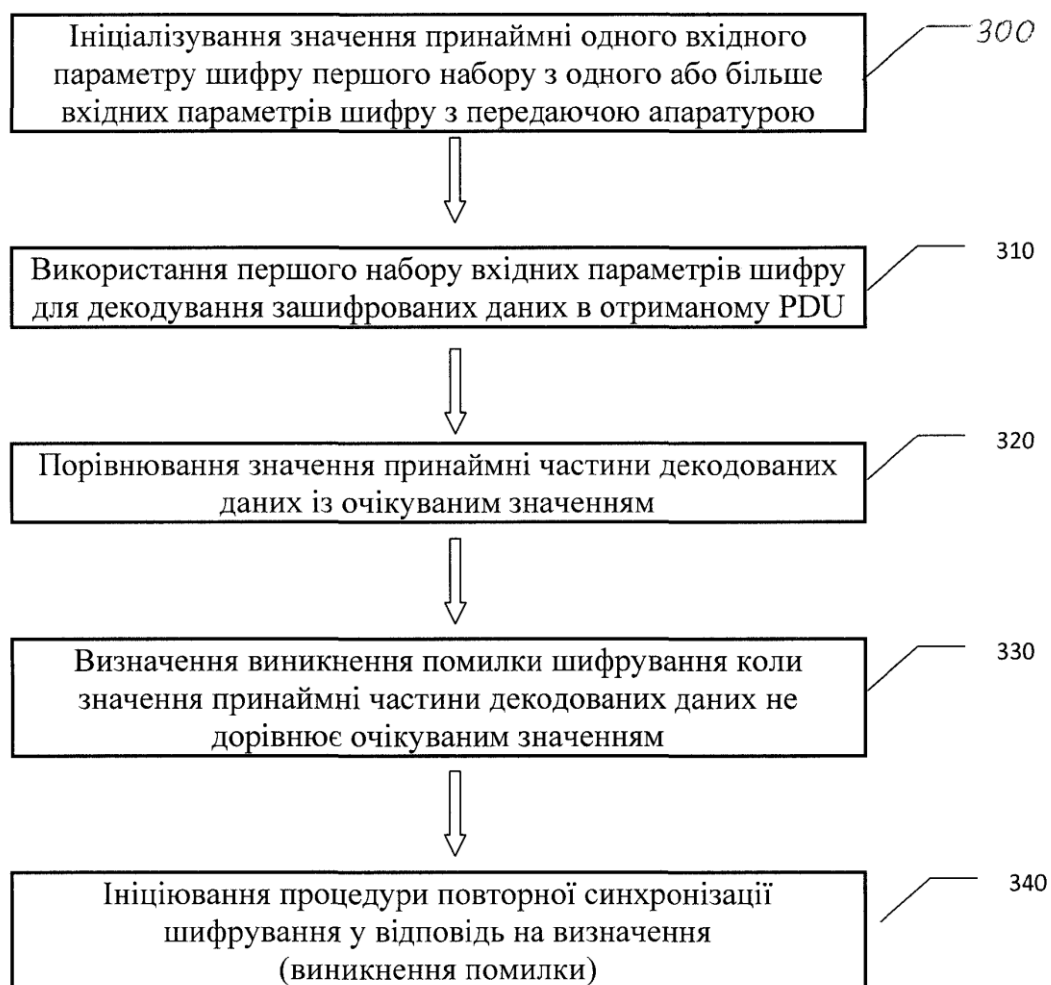 Ініціалізування значення принаймні одного вхідного
параметру шифру першого набору з одного або більше
вхідних параметрів шифру з передаючою апаратурою
300
Використання першого набору вхідних параметрів шифру
для декодування зашифрованих даних в отриманому PDU
310
Порівнювання значення принаймні частини декодованих
даних із очікуваним значенням
320
Визначення виникнення помилки шифрування коли
значення принаймні частини декодованих даних не
дорівнює очікуваним значенням
330
Ініціювання процедури повторної синхронізації
шифрування у відповідь на визначення
(виникнення помилки)
340